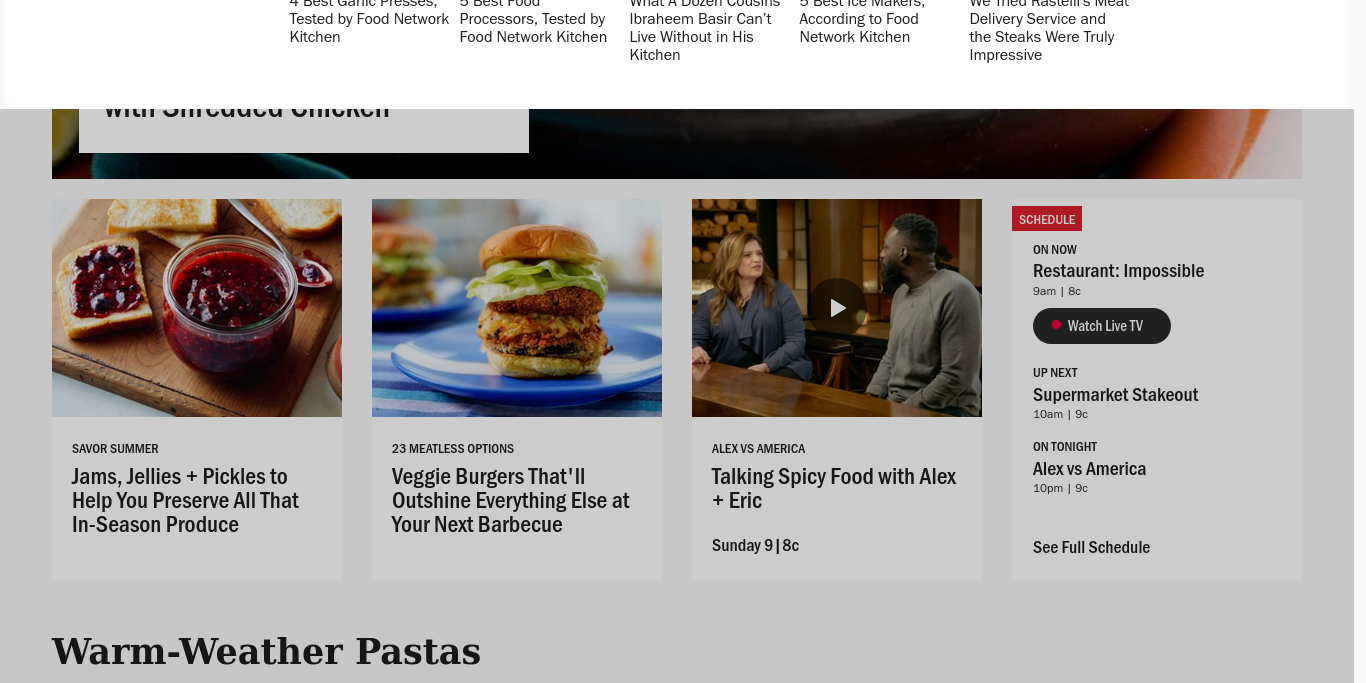 4 Best Garlic Presses,
Tested by Food Network
Kitchen
5 Best Food
Processors, Tested by
Food Network Kitchen
What A Dozen Cousins
Ibraheem Basir Can't
Live Without in His
Kitchen
5 Best Ice Makers,
According to Food
Network Kitchen
We Tried Rastelli's Meat
Delivery Service and
the Steaks Were Truly
Impressive
with Shredded Chicken
SAVOR SUMMER
Jams, Jellies + Pickles to
Help You Preserve All That
In-Season Produce
23 MEATLESS OPTIONS
Veggie Burgers That'll
Outshine Everything Else at
Your Next Barbecue
ALEX VS AMERICA
Talking Spicy Food with Alex
+ Eric
Sunday 9|8c
SCHEDULE
ON NOW
Restaurant: Impossible
9am | 8c
Watch Live TV
UP NEXT
Supermarket Stakeout
10am | 9c
ON TONIGHT
Alex vs America
10pm | 9c
See Full Schedule
Warm-Weather Pastas